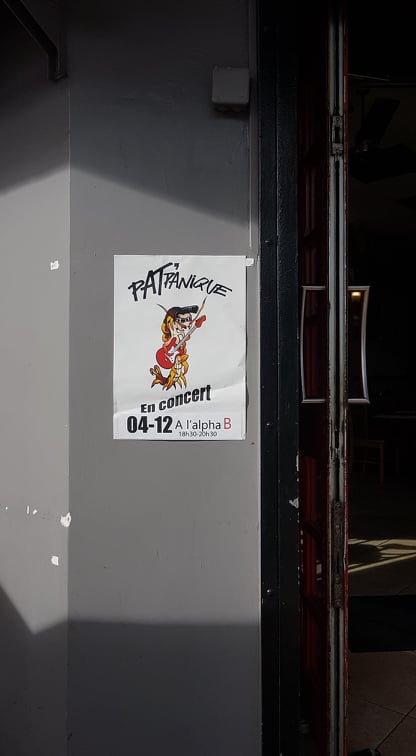 PAT'PANIQUE
En concert
04-12 A l'alpha B
18h30-20h30